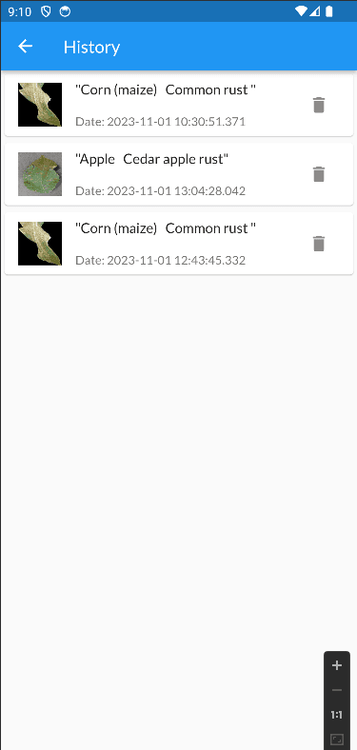 9:10
History
"Corn (maize)   Common rust "
Date: 2023-11-01 10:30:51.371
"Apple   Cedar apple rust"
Date: 2023-11-01 13:04:28.042
"Corn (maize)   Common rust "
Date: 2023-11-01 12:43:45.332
1:1